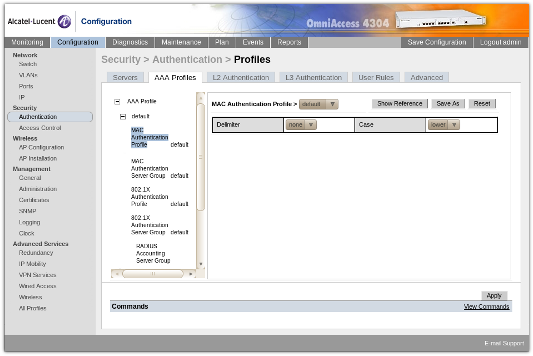 Alcatel-Lucent Configuration OmniAccess 4304
Monitoring Configuration Diagnostics Maintenance Plan Events Reports Save Configuration Logout admin
Network
Switch
VLANs
Ports
IP
Security
Authentication
Access Control
Wireless
AP Configuration
AP Installation
Management
General
Administration
Certificates
SNMP
Logging
Clock
Advanced Services
Redundancy
IP Mobility
VPN Services
Wired Access
Wireless
All Profiles
Security > Authentication > Profiles
Servers AAA Profiles L2 Authentication L3 Authentication User Rules Advanced
AAA Profile
default
MAC
Authentication
Profile default
MAC
Authentication
Server Group default
802.1X
Authentication
Profile default
802.1X
Authentication
Server Group default
RADIUS
Accounting
Server Group
MAC Authentication Profile > default Show Reference Save As Reset
Delimiter none Case lower
Apply
Commands View Commands
E-mail Support